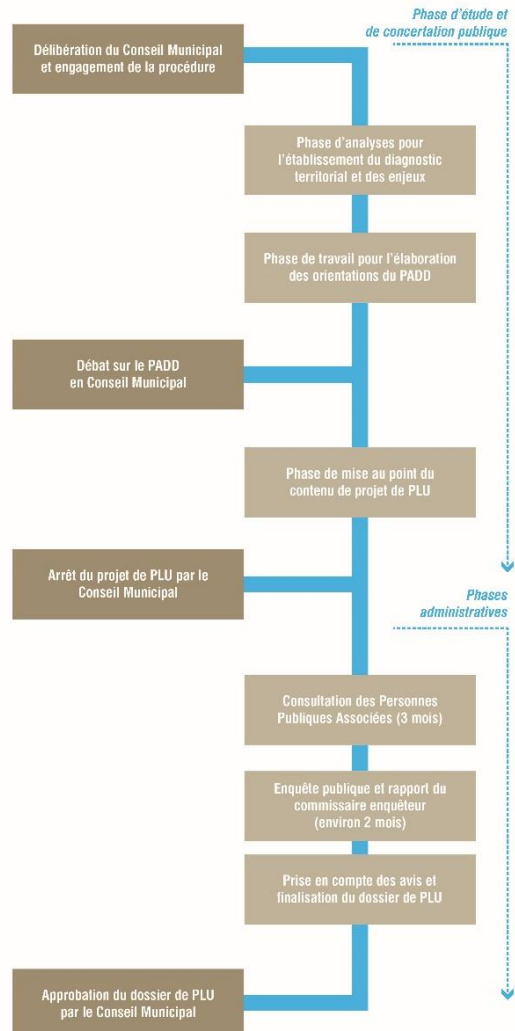 Phase d'étude et
de concertation publique
Délibération du Conseil Municipal
et engagement de la procédure
Phase d'analyses pour
l'établissement du diagnostic
territorial et des enjeux
Phase de travail pour l'élaboration
des orientations du PADD
Débat sur le PADD
en Conseil Municipal
Phase de mise au point du
contenu de projet de PLU
Arrêt du projet de PLU par le
Conseil Municipal
Phases
administratives
Consultation des Personnes
Publiques Associées (3 mois)
Enquête publique et rapport du
commissaire enquêteur
(environ 2 mois)
Prise en compte des avis et
finalisation du dossier de PLU
Approbation du dossier de PLU
par le Conseil Municipal